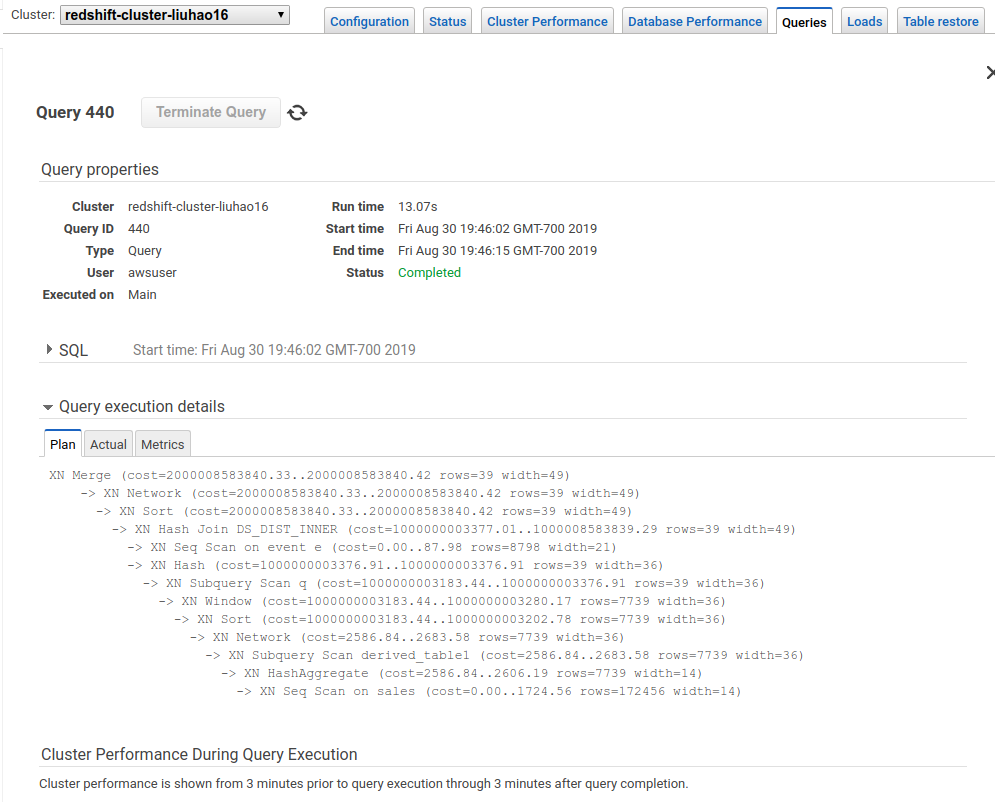 Cluster: redshift-cluster-liuhao16 Configuration Status Cluster Performance Database Performance Queries Loads Table restore
Query 440 Terminate Query
Query properties
Cluster redshift-cluster-liuhao16 Run time 13.07s
Query ID 440 Start time Fri Aug 30 19:46:02 GMT-700 2019
Type Query End time Fri Aug 30 19:46:15 GMT-700 2019
User awsuser Status Completed
Executed on Main
SQL Start time: Fri Aug 30 19:46:02 GMT-700 2019
Query execution details
Plan Actual Metrics
XN Merge (cost=2000008583840.33..2000008583840.42 rows=39 width=49)
-> XN Network (cost=2000008583840.33..2000008583840.42 rows=39 width=49)
-> XN Sort (cost=2000008583840.33..2000008583840.42 rows=39 width=49)
-> XN Hash Join DS_DIST_INNER (cost=1000000003377.01..1000008583839.29 rows=39 width=49)
-> XN Seq Scan on event e (cost=0.00..87.98 rows=8798 width=21)
-> XN Hash (cost=1000000003376.91..1000000003376.91 rows=39 width=36)
-> XN Subquery Scan q (cost=1000000003183.44..1000000003376.91 rows=39 width=36)
-> XN Window (cost=1000000003183.44..1000000003280.17 rows=7739 width=36)
-> XN Sort (cost=1000000003183.44..1000000003202.78 rows=7739 width=36)
-> XN Network (cost=2586.84..2683.58 rows=7739 width=36)
-> XN Subquery Scan derived_table1 (cost=2586.84..2683.58 rows=7739 width=36)
-> XN HashAggregate (cost=2586.84..2606.19 rows=7739 width=14)
-> XN Seq Scan on sales (cost=0.00..1724.56 rows=172456 width=14)
Cluster Performance During Query Execution
Cluster performance is shown from 3 minutes prior to query execution through 3 minutes after query completion.